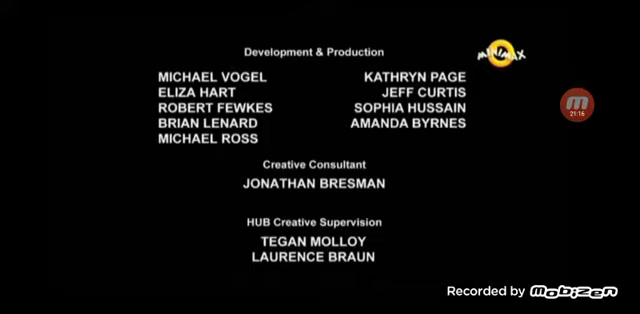 Development & Production
MICHAEL VOGEL
ELIZA HART
ROBERT FEWKES
BRIAN LENARD
MICHAEL ROSS
KATHRYN PAGE
JEFF CURTIS
SOPHIA HUSSAIN
AMANDA BYRNES
Creative Consultant
JONATHAN BRESMAN
HUB Creative Supervision
TEGAN MOLLOY
LAURENCE BRAUN
MINIMAX
21:16
Recorded by mobizen